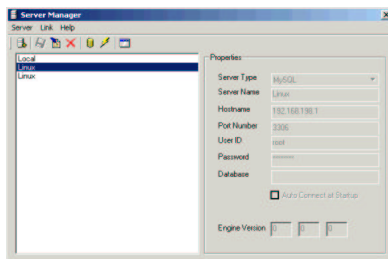 Server Manager
Server Link Help
Local
Linux
Linux
Properties
Server Type MySQL
Server Name Linux
Hostname 192.168.198.1
Port Number 3306
User ID root
Password ********
Database
Auto Connect at Startup
Engine Version 0 0 0